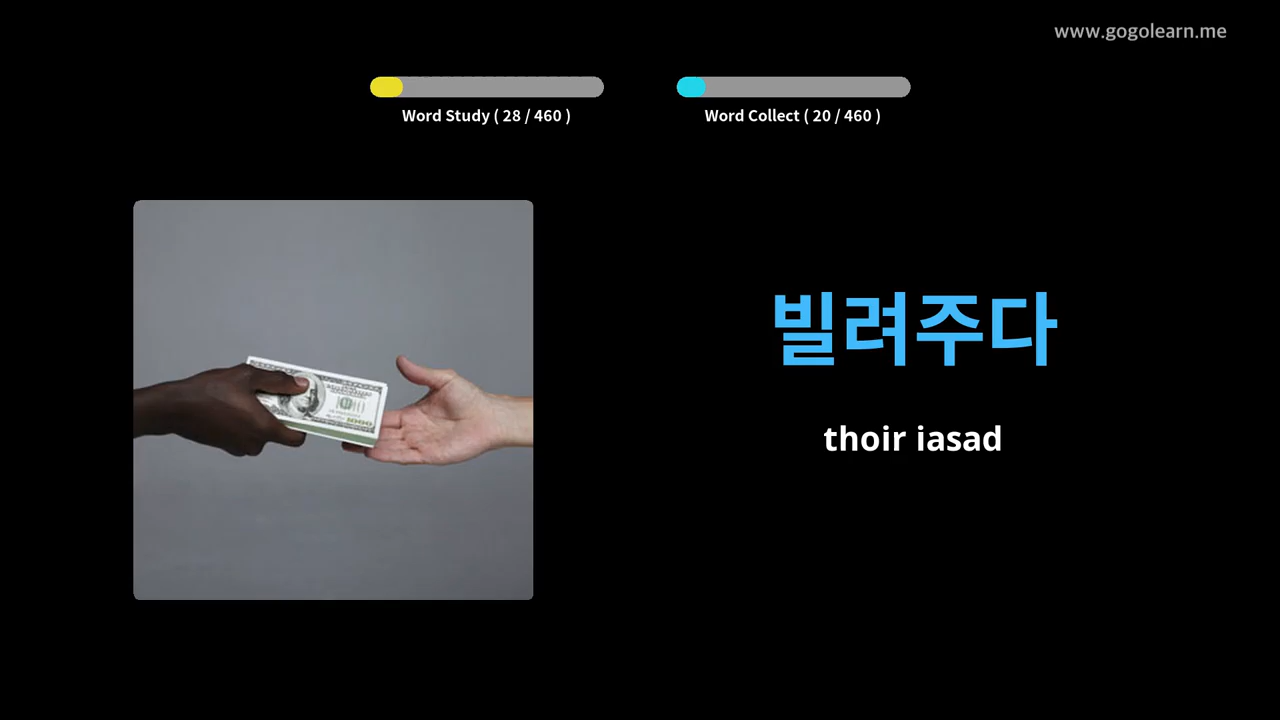 www.gogolearn.me
Word Study ( 28 / 460 )
Word Collect ( 20 / 460 )
빌려주다
thoir iasad